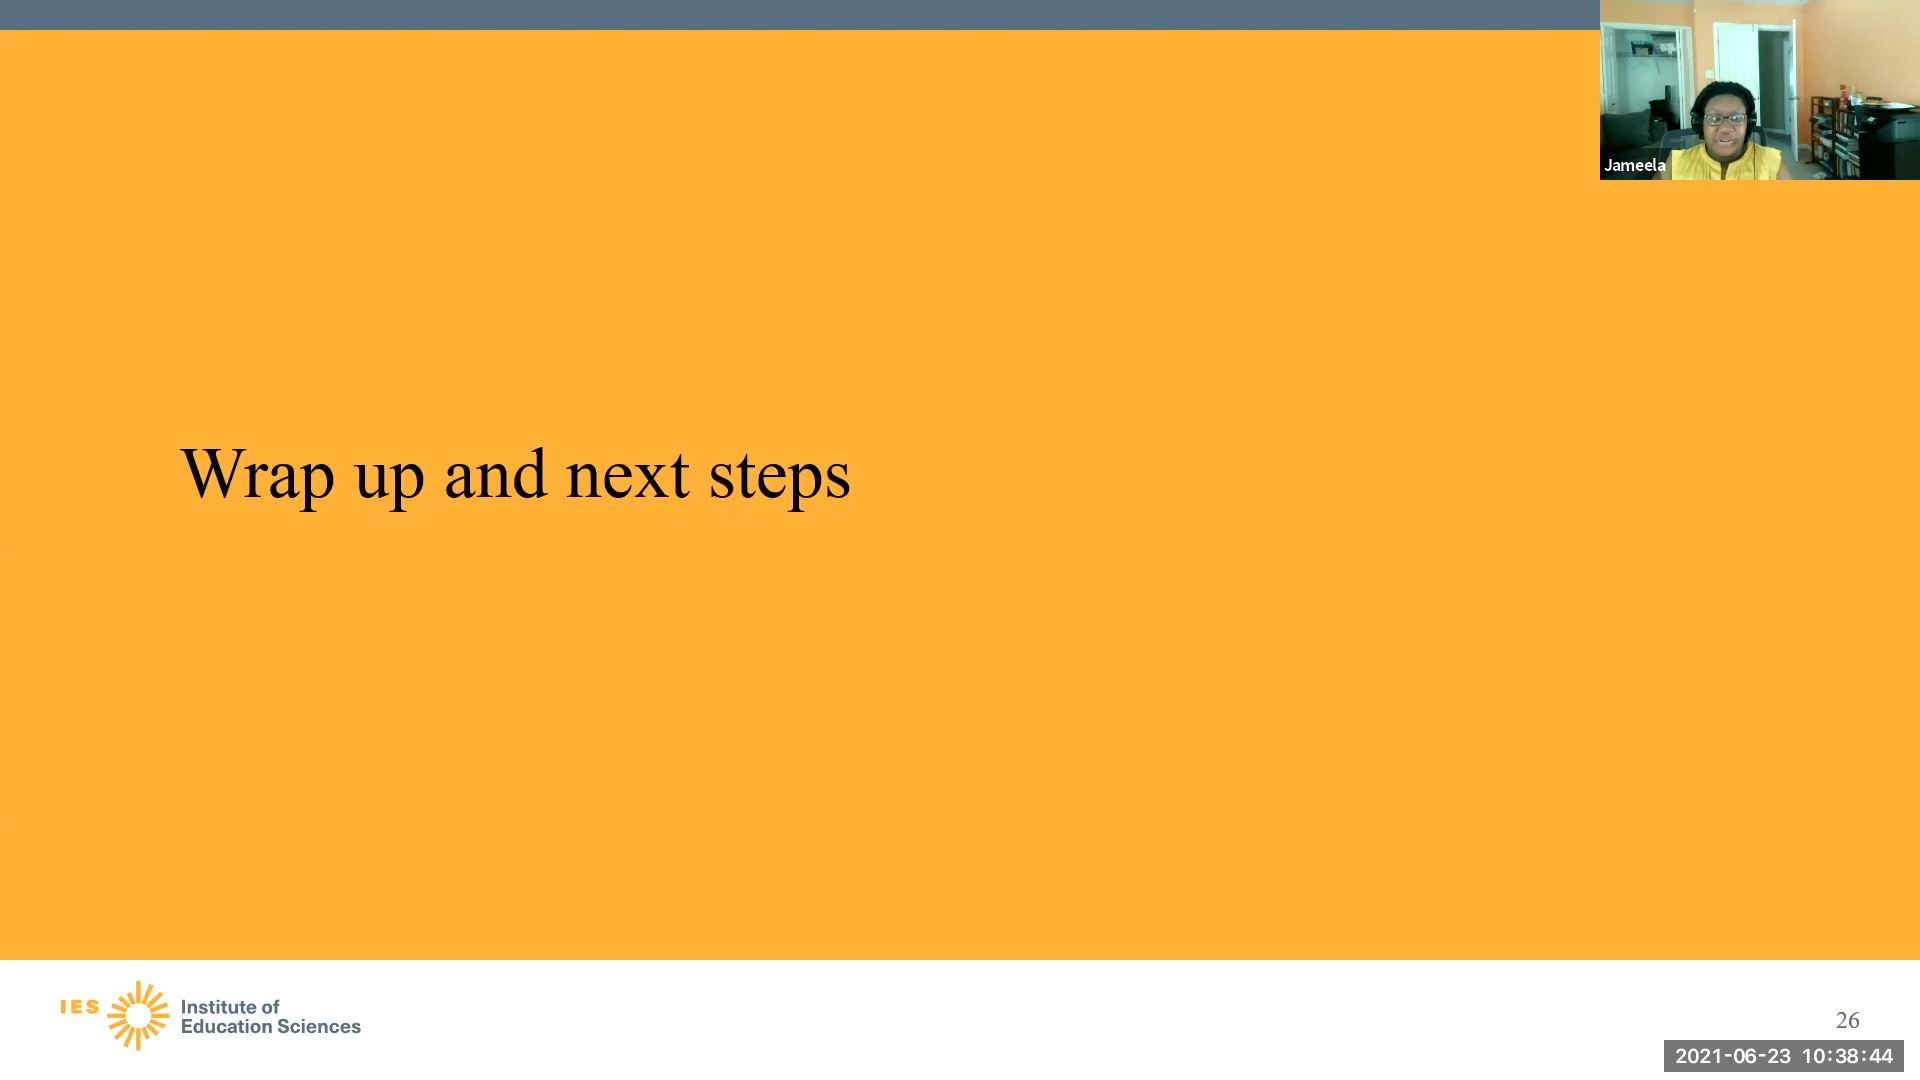 Jameela
Wrap up and next steps
IES
Institute of
Education Sciences
26
2021-06-23 10:38:44